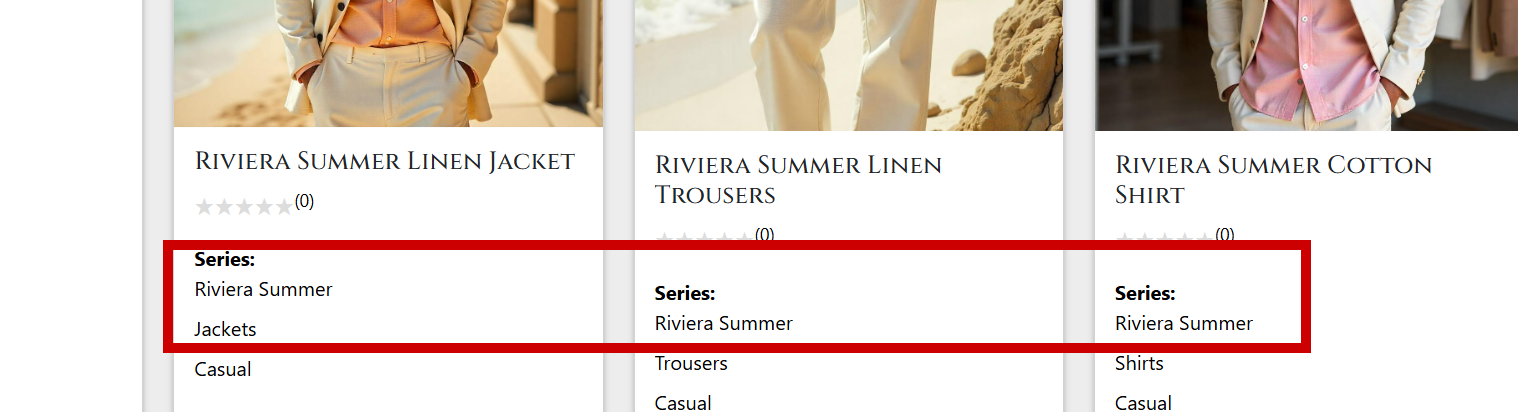 Riviera Summer Linen Jacket
(0)
Series:
Riviera Summer
Jackets
Casual
Riviera Summer Linen
Trousers
(0)
Series:
Riviera Summer
Trousers
Casual
Riviera Summer Cotton
Shirt
(0)
Series:
Riviera Summer
Shirts
Casual